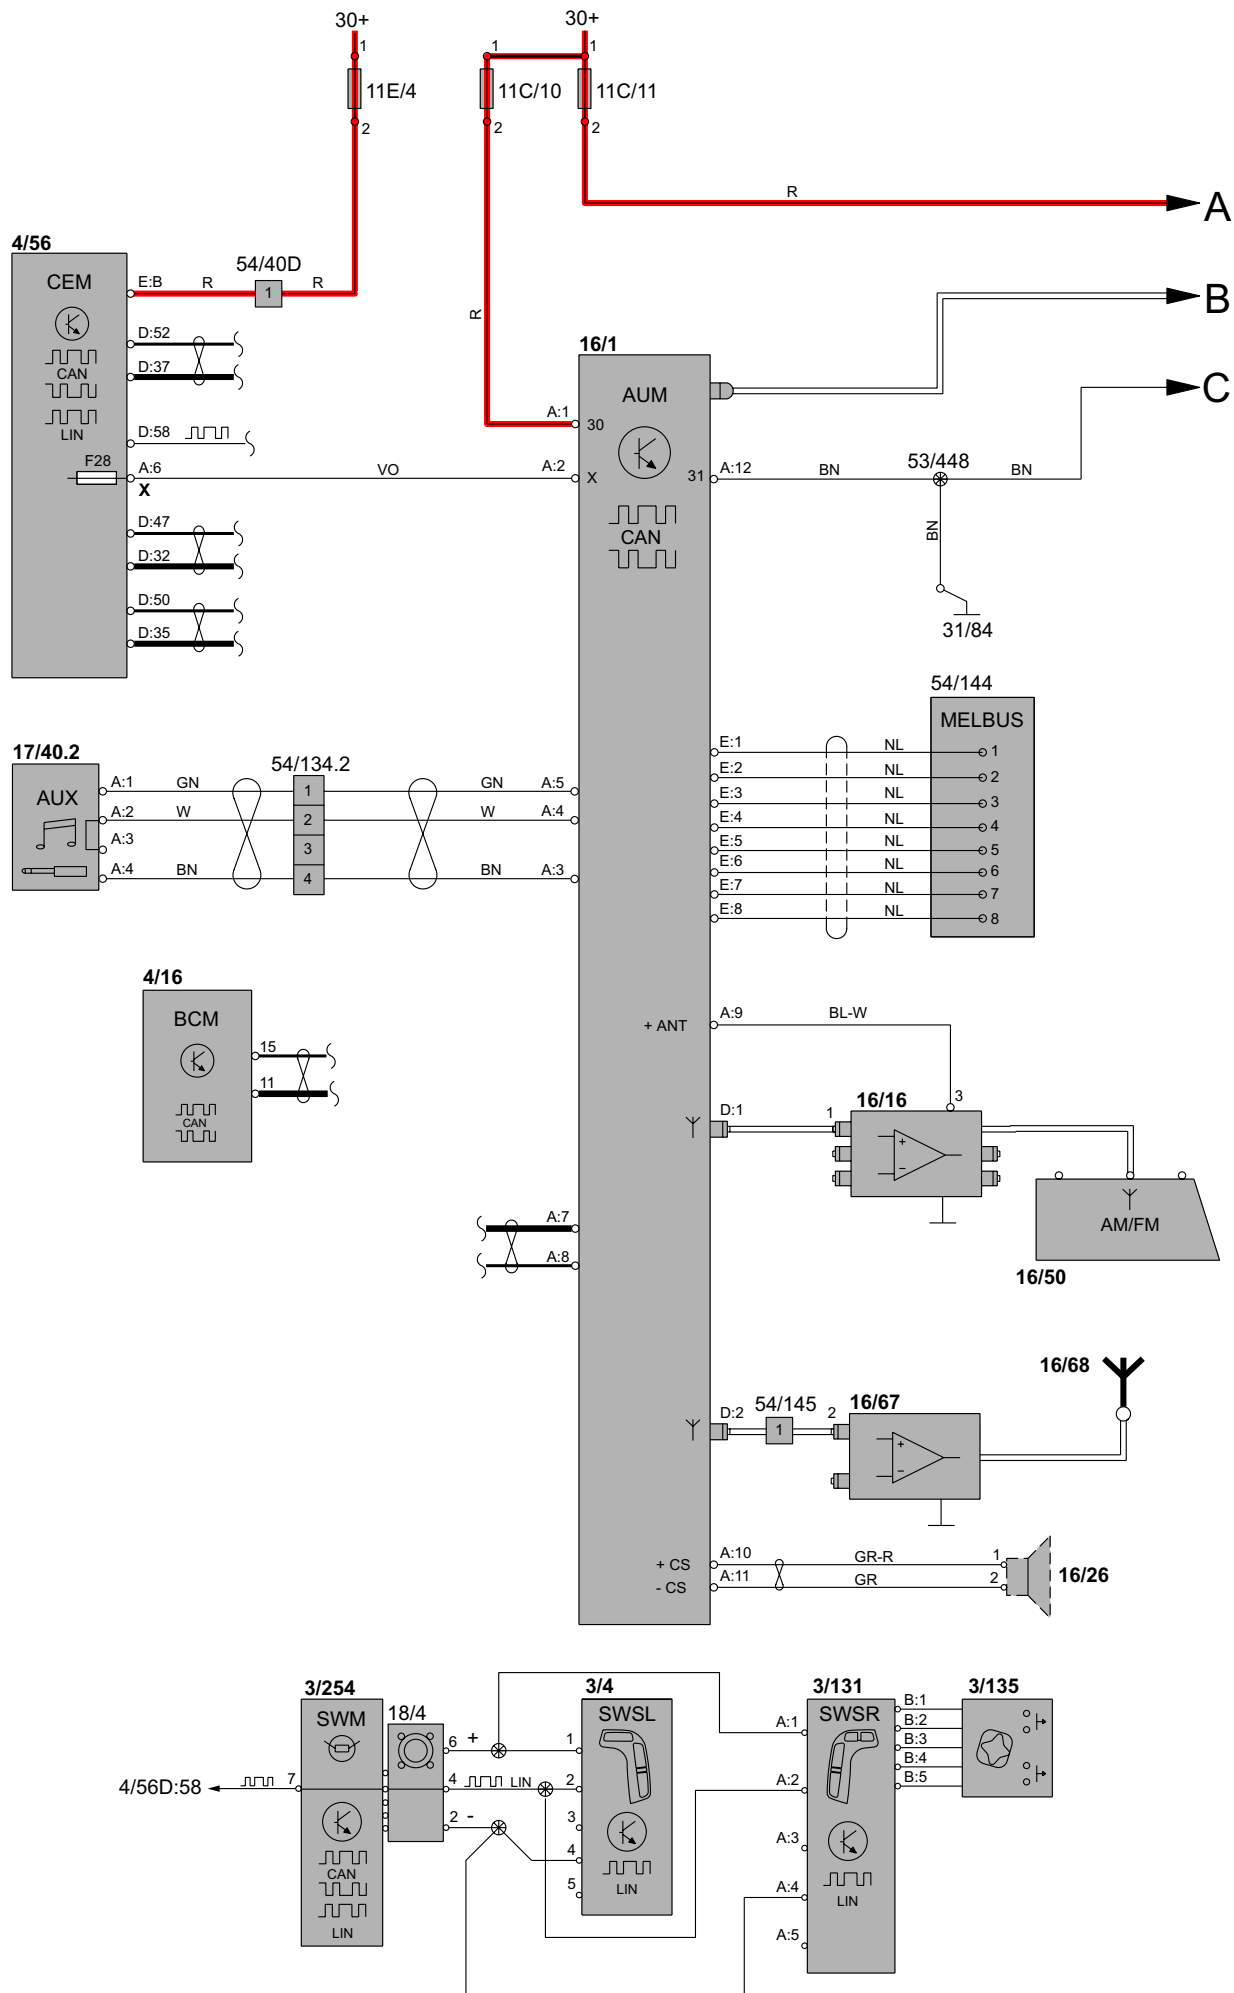 30+
30+
1
11E/4
2
1
11C/10
2
1
11C/11
2
R
A
4/56
CEM
CAN
LIN
E:B
R
54/40D
1
R
R
B
D:52
D:37
D:58
F28
A:6
X
VO
D:47
D:32
D:50
D:35
16/1
AUM
CAN
A:1
30
A:2
X
31
A:12
BN
53/448
BN
C
BN
31/84
17/40.2
AUX
A:1
GN
A:2
W
A:3
A:4
BN
54/134.2
1
2
3
4
GN
A:5
W
A:4
BN
A:3
54/144
MELBUS
E:1
NL
1
E:2
NL
2
E:3
NL
3
E:4
NL
4
E:5
NL
5
E:6
NL
6
E:7
NL
7
E:8
NL
8
4/16
BCM
CAN
15
11
+ ANT
A:9
BL-W
3
D:1
1
16/16
+
−
AM/FM
16/50
A:7
A:8
D:2
54/145
1
2
16/67
+
−
16/68
+ CS
A:10
GR-R
1
- CS
A:11
GR
2
16/26
3/254
SWM
CAN
LIN
4/56D:58
7
18/4
6
+
4
LIN
2
-
3/4
SWSL
1
2
3
4
5
LIN
3/131
SWSR
A:1
A:2
A:3
A:4
A:5
LIN
B:1
B:2
B:3
B:4
B:5
3/135